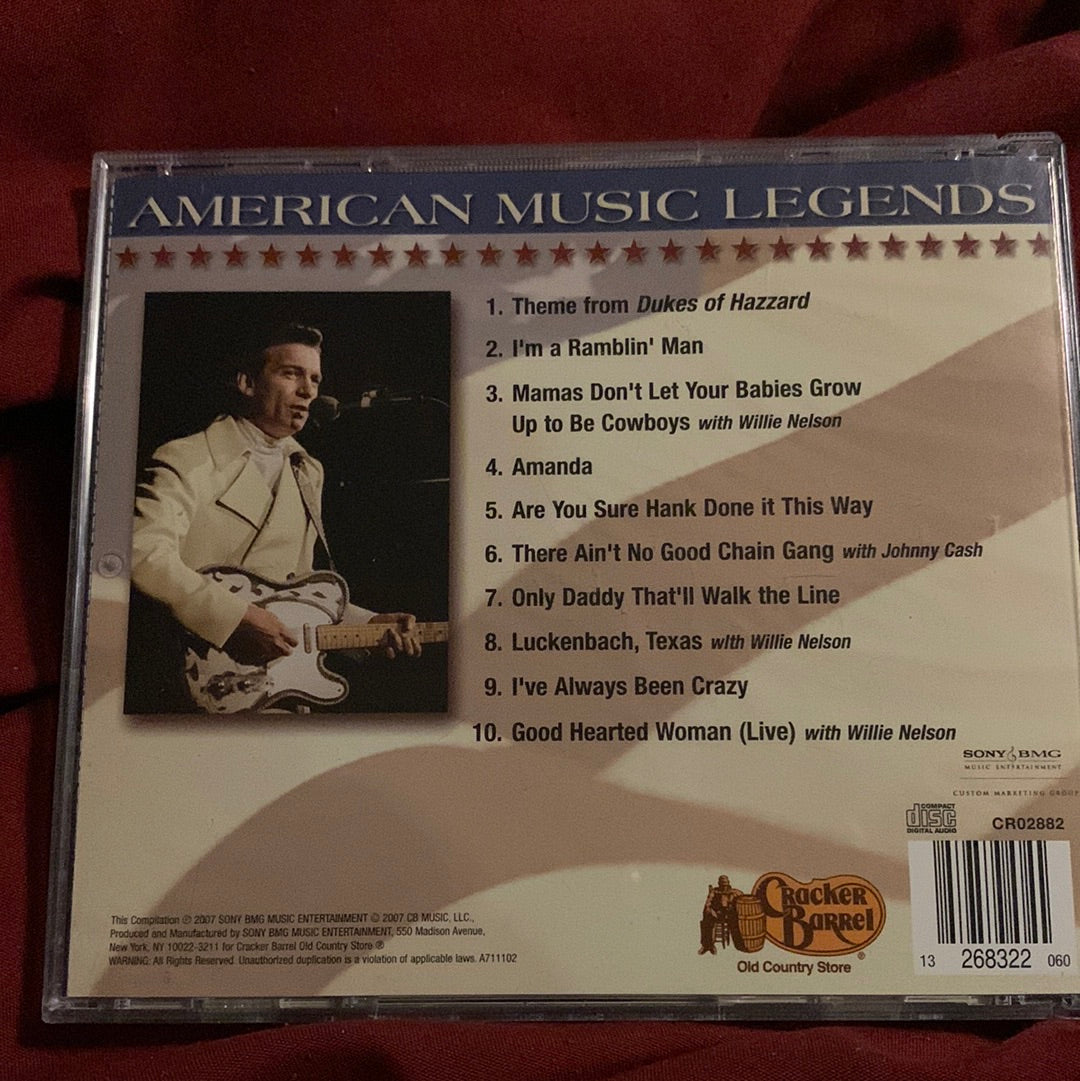 AMERICAN MUSIC LEGENDS
1. Theme from Dukes of Hazzard
2. I'm a Ramblin' Man
3. Mamas Don't Let Your Babies Grow
Up to Be Cowboys with Willie Nelson
4. Amanda
5. Are You Sure Hank Done it This Way
6. There Ain't No Good Chain Gang with Johnny Cash
7. Only Daddy That'll Walk the Line
8. Luckenbach, Texas with Willie Nelson
9. I've Always Been Crazy
10. Good Hearted Woman (Live) with Willie Nelson
SONY BMG
MUSIC ENTERTAINMENT
CUSTOM MARKETING GROUP
COMPACT
disc
DIGITAL AUDIO
CR02882
Cracker
Barrel
®
Old Country Store
13 268322 060
This Compilation ℗ 2007 SONY BMG MUSIC ENTERTAINMENT © 2007 CB MUSIC, LLC.,
Produced and Manufactured by SONY BMG MUSIC ENTERTAINMENT, 550 Madison Avenue,
New York, NY 10022-3211 for Cracker Barrel Old Country Store ®
WARNING: All Rights Reserved. Unauthorized duplication is a violation of applicable laws. A711102